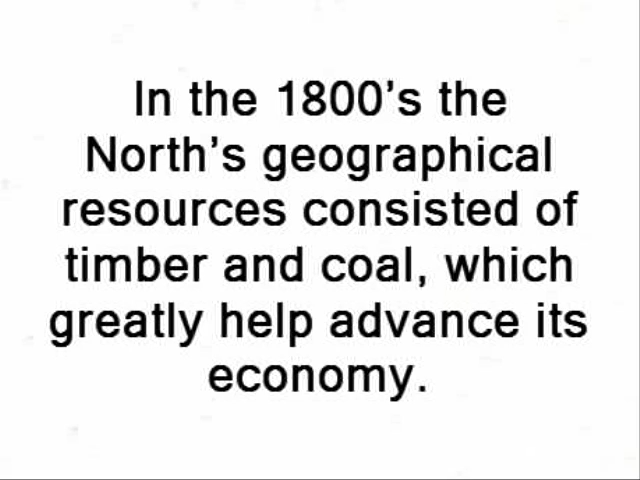 In the 1800’s the
North’s geographical
resources consisted of
timber and coal, which
greatly help advance its
economy.